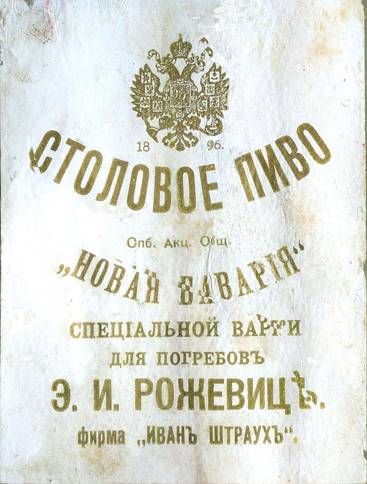 18 96.
СТОЛОВОЕ ПИВО
Спб. Акц. Общ.
„НОВАЯ БАВАРІЯ“
СПЕЦІАЛЬНОЙ ВАРКИ
ДЛЯ ПОГРЕБОВЪ
Э. И. РОЖЕВИЦЪ.
фирма „ИВАНЪ ШТРАУХЪ“.